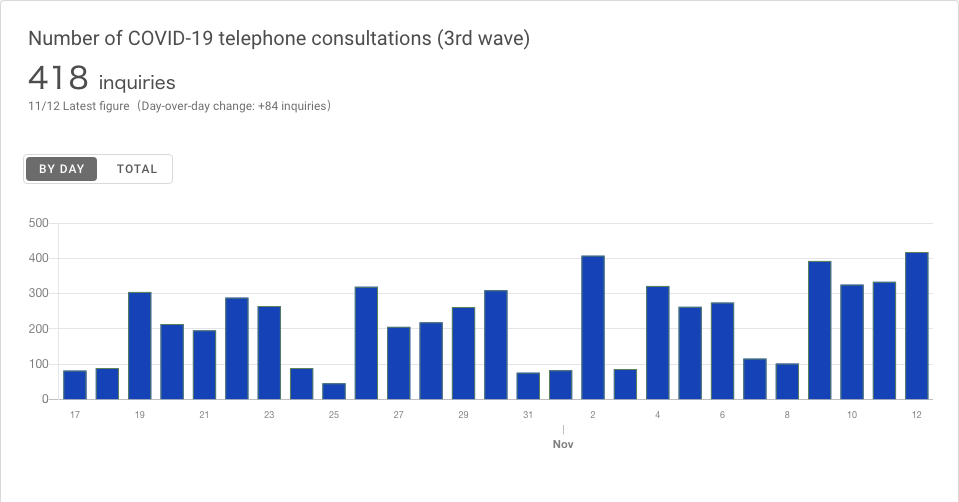 Number of COVID-19 telephone consultations (3rd wave)
418 inquiries
11/12 Latest figure（Day-over-day change: +84 inquiries）
BY DAY TOTAL
500
400
300
200
100
0
17 19 21 23 25 27 29 31 2 4 6 8 10 12
Nov